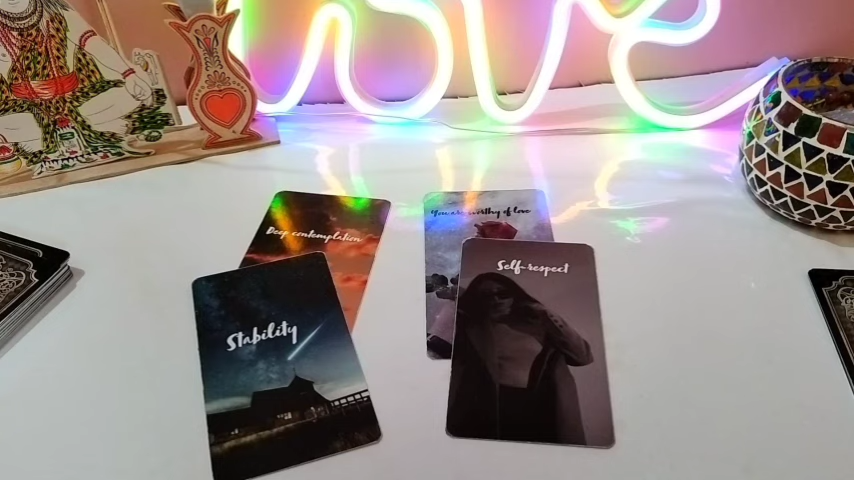 love
Deep contemplation
You are worthy of love
Stability
Self-respect